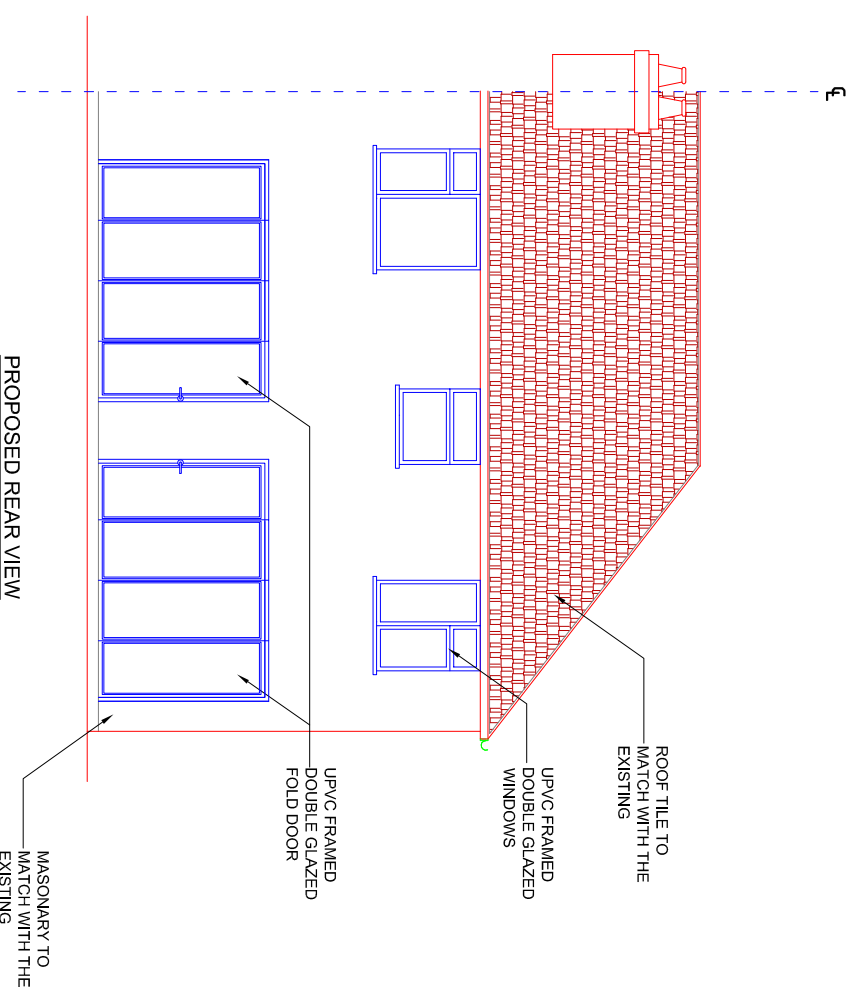 ROOF TILE TO
MATCH WITH THE
EXISTING
UPVC FRAMED
DOUBLE GLAZED
WINDOWS
UPVC FRAMED
DOUBLE GLAZED
FOLD DOOR
MASONARY TO
MATCH WITH THE
EXISTING
PROPOSED REAR VIEW